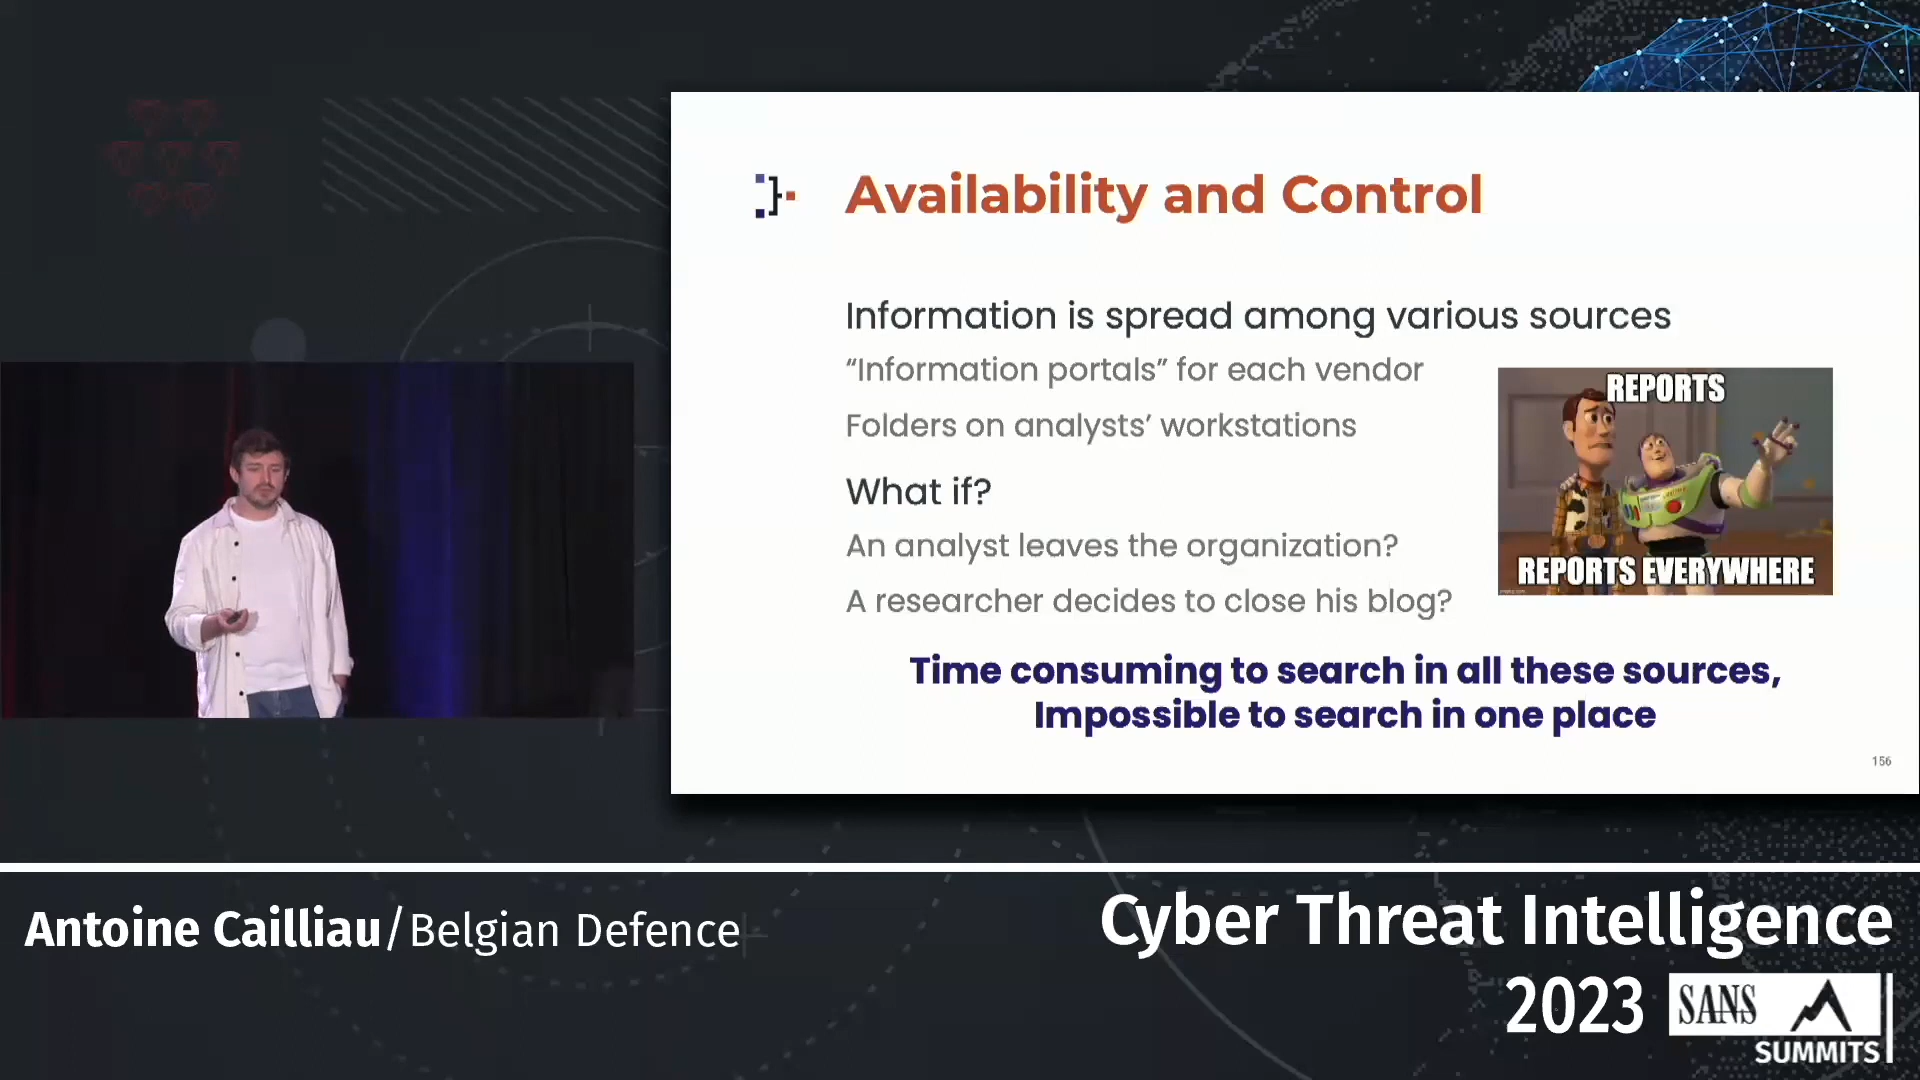 Availability and Control
Information is spread among various sources
“Information portals” for each vendor
Folders on analysts’ workstations
What if?
An analyst leaves the organization?
A researcher decides to close his blog?
REPORTS
REPORTS EVERYWHERE
Time consuming to search in all these sources,
Impossible to search in one place
156
Antoine Cailliau/Belgian Defence
Cyber Threat Intelligence
2023
SANS
SUMMITS